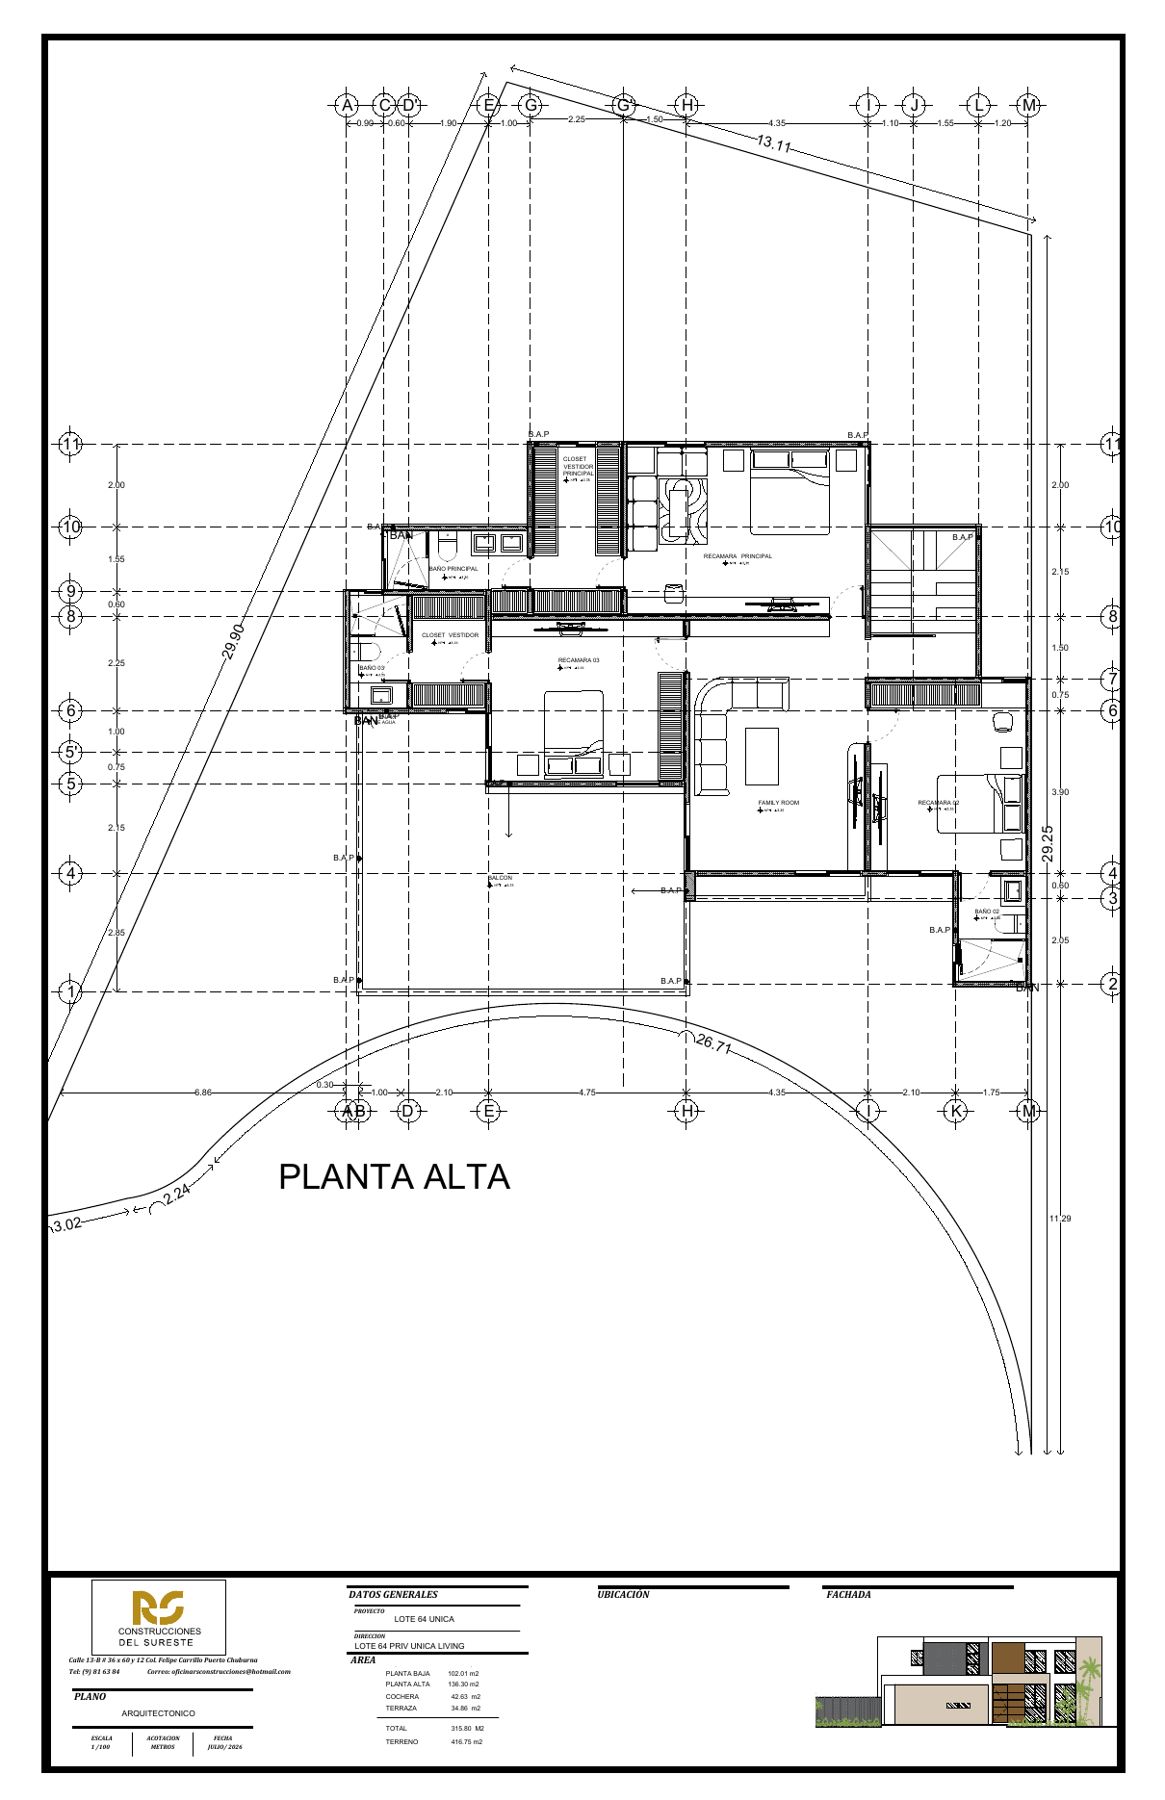 A C D' E G G' H I J L M
0.90 0.60 1.90 1.00 2.25 1.50 4.35 1.10 1.55 1.20
13.11
29.90
29.25
11 10 9 8 6 5' 5 4 1
2.00 1.55 0.60 2.25 1.00 0.75 2.15 2.85
11 10 8 7 6 4 3 2
2.00 2.15 1.50 0.75 3.90 0.60 2.05
11.29
B.A.P
B.A.P
CLOSET
VESTIDOR
PRINCIPAL
BAN
B.A.P
BAÑO PRINCIPAL
RECAMARA PRINCIPAL
CLOSET VESTIDOR
RECAMARA 03
BAÑO 03
BAN
B.A.P
AGUA
FAMILY ROOM
RECAMARA 02
B.A.P
BALCON
B.A.P
BAÑO 02
B.A.P
B.A.P
B.A.P
BAN
26.71
6.86 0.30 1.00 2.10 4.75 4.35 2.10 1.75
A B D' E H I K M
PLANTA ALTA
2.24
3.02
RS
CONSTRUCCIONES
DEL SURESTE
Calle 13-B # 36 x 60 y 12 Col. Felipe Carrillo Puerto Chuburna
Tel: (9) 81 63 84 Correo: oficinarsconstrucciones@hotmail.com
PLANO
ARQUITECTONICO
ESCALA
1 /100
ACOTACION
METROS
FECHA
JULIO/ 2026
DATOS GENERALES
PROYECTO
LOTE 64 UNICA
DIRECCION
LOTE 64 PRIV UNICA LIVING
AREA
PLANTA BAJA 102.01 m2
PLANTA ALTA 136.30 m2
COCHERA 42.63 m2
TERRAZA 34.86 m2
TOTAL 315.80 M2
TERRENO 416.75 m2
UBICACIÓN
FACHADA